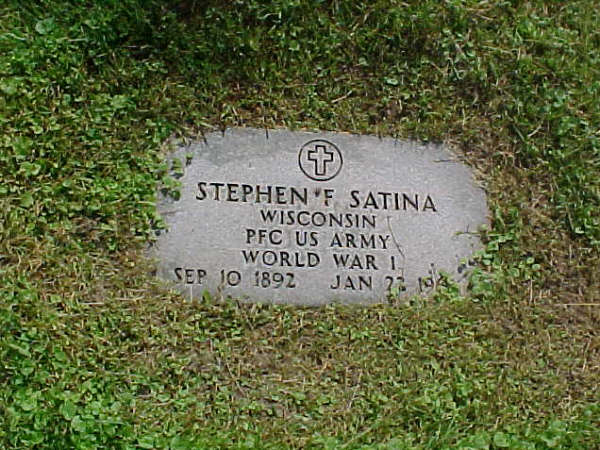 STEPHEN F SATINA
WISCONSIN
PFC US ARMY
WORLD WAR I
SEP 10 1892 JAN 22